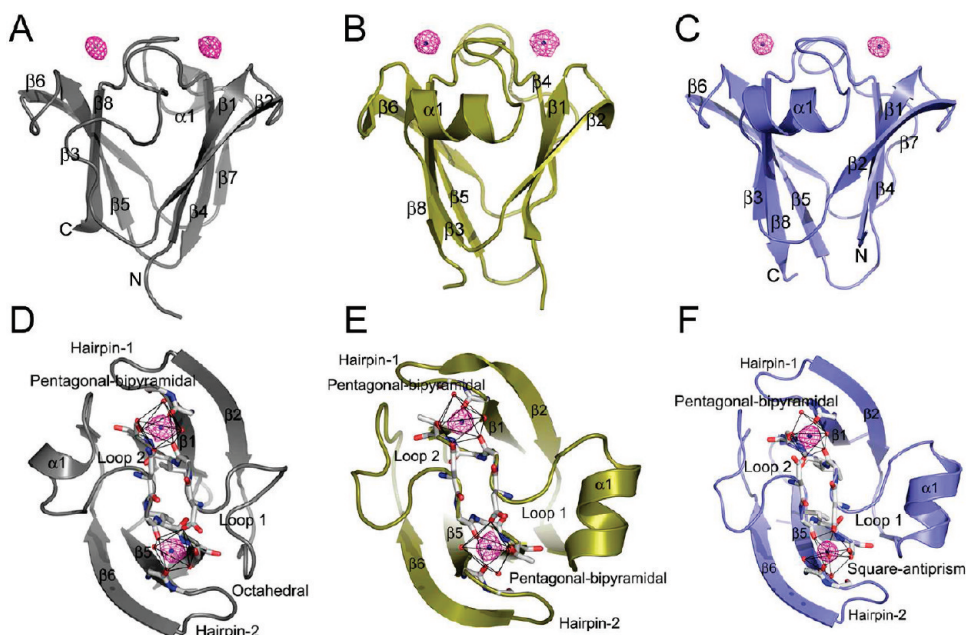 A
B
C
β6
β8
α1
β1
β2
β3
β5
β7
β4
C
N
β6
α1
β4
β1
β2
β5
β8
β3
β6
α1
β1
β7
β2
β3
β5
β4
β8
N
C
D
E
F
Hairpin-1
Pentagonal-bipyramidal
β2
β1
α1
Loop 2
Loop 1
β5
β6
Octahedral
Hairpin-2
Hairpin-1
Pentagonal-bipyramidal
β2
β1
Loop 2
α1
Loop 1
β5
β6
Pentagonal-bipyramidal
Hairpin-2
Hairpin-1
Pentagonal-bipyramidal
β2
β1
Loop 2
α1
Loop 1
β5
β6
Square-antiprism
Hairpin-2